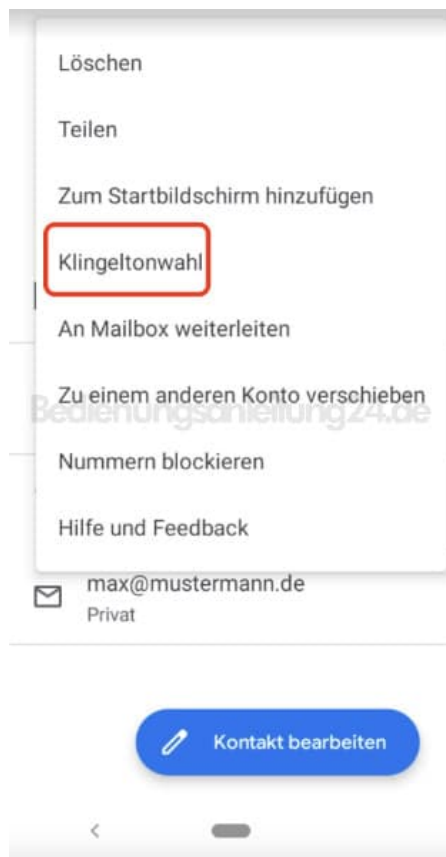 Löschen
Teilen
Zum Startbildschirm hinzufügen
Klingeltonwahl
An Mailbox weiterleiten
Zu einem anderen Konto verschieben
Bedienungsanleitung24.de
Nummern blockieren
Hilfe und Feedback
max@mustermann.de
Privat
Kontakt bearbeiten